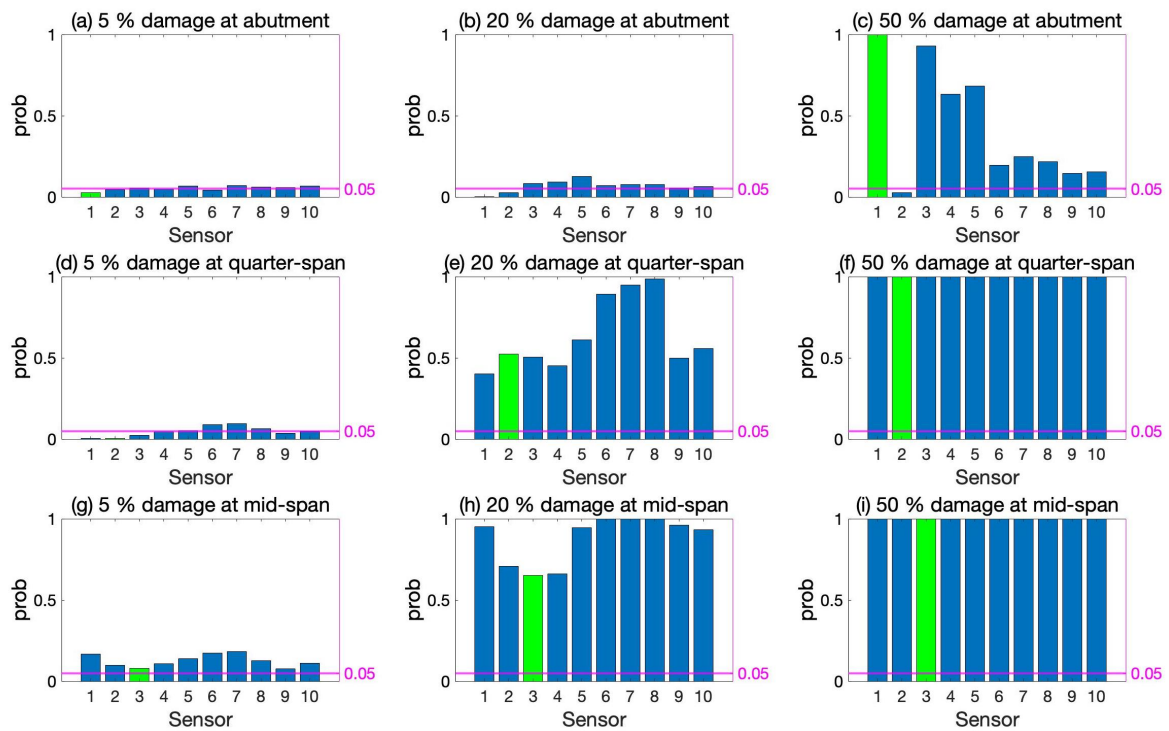 (a) 5 % damage at abutment
1
0.5
0
prob
0.05
1 2 3 4 5 6 7 8 9 10
Sensor
(b) 20 % damage at abutment
1
0.5
0
prob
0.05
1 2 3 4 5 6 7 8 9 10
Sensor
(c) 50 % damage at abutment
1
0.5
0
prob
0.05
1 2 3 4 5 6 7 8 9 10
Sensor
(d) 5 % damage at quarter-span
1
0.5
0
prob
0.05
1 2 3 4 5 6 7 8 9 10
Sensor
(e) 20 % damage at quarter-span
1
0.5
0
prob
0.05
1 2 3 4 5 6 7 8 9 10
Sensor
(f) 50 % damage at quarter-span
1
0.5
0
prob
0.05
1 2 3 4 5 6 7 8 9 10
Sensor
(g) 5 % damage at mid-span
1
0.5
0
prob
0.05
1 2 3 4 5 6 7 8 9 10
Sensor
(h) 20 % damage at mid-span
1
0.5
0
prob
0.05
1 2 3 4 5 6 7 8 9 10
Sensor
(i) 50 % damage at mid-span
1
0.5
0
prob
0.05
1 2 3 4 5 6 7 8 9 10
Sensor